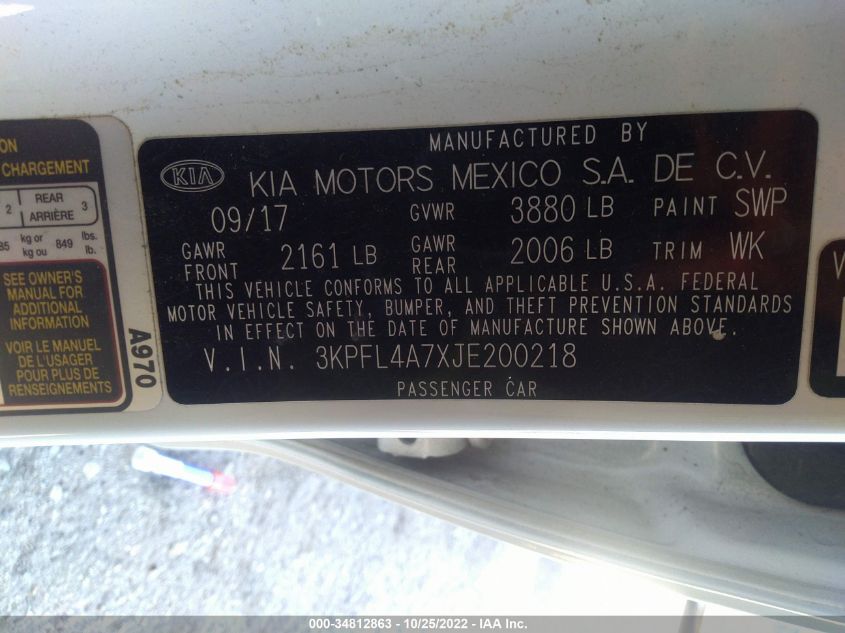 ON
CHARGEMENT
2 REAR ARRIÈRE 3
85 kg or kg ou 849 lbs. lb.
SEE OWNER'S
MANUAL FOR
ADDITIONAL
INFORMATION
VOIR LE MANUEL
DE L'USAGER
POUR PLUS DE
RENSEIGNEMENTS
A970
MANUFACTURED BY
KIA KIA MOTORS MEXICO S.A. DE C.V.
09/17 GVWR 3880 LB PAINT SWP
GAWR FRONT 2161 LB GAWR REAR 2006 LB TRIM WK
THIS VEHICLE CONFORMS TO ALL APPLICABLE U.S.A. FEDERAL
MOTOR VEHICLE SAFETY, BUMPER, AND THEFT PREVENTION STANDARDS
IN EFFECT ON THE DATE OF MANUFACTURE SHOWN ABOVE.
V.I.N. 3KPFL4A7XJE200218
PASSENGER CAR
V
000-34812863 - 10/25/2022 - IAA Inc.